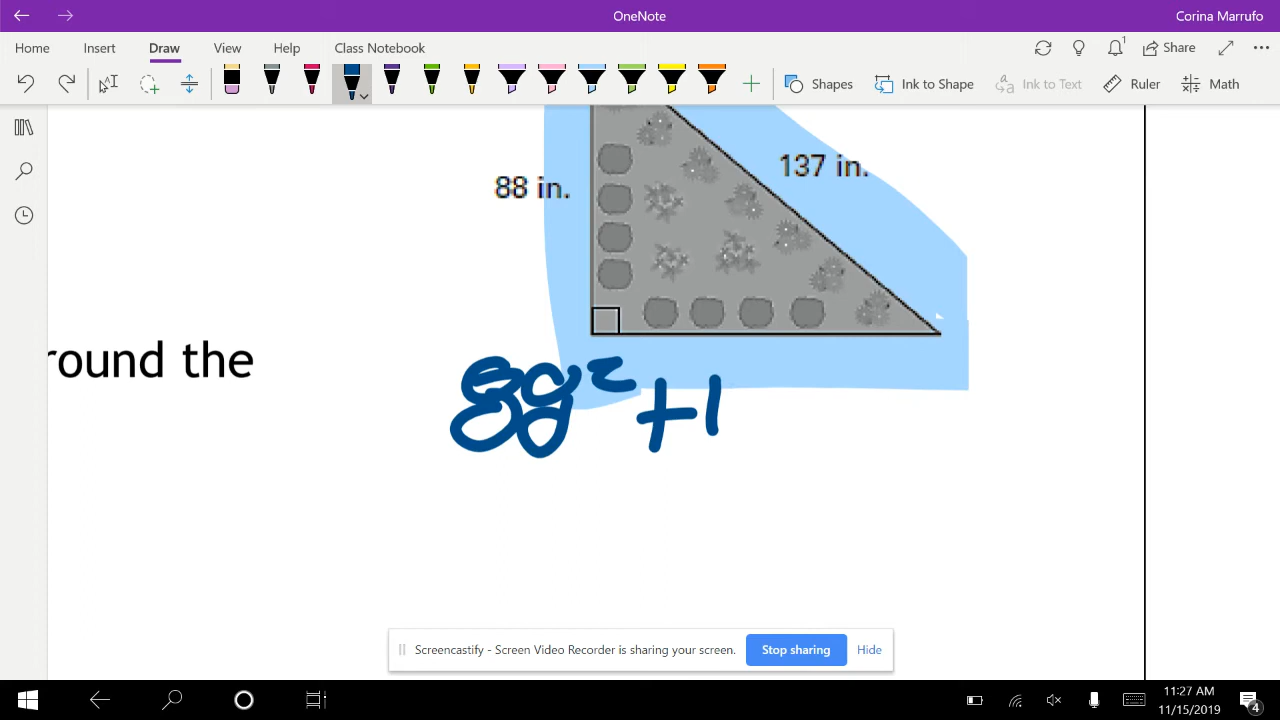 OneNote
Corina Marrufo
Home Insert Draw View Help Class Notebook
1 Share
Shapes Ink to Shape Ink to Text Ruler Math
137 in.
88 in.
round the
88² +1
Screencastify - Screen Video Recorder is sharing your screen. Stop sharing Hide
11:27 AM
11/15/2019
4